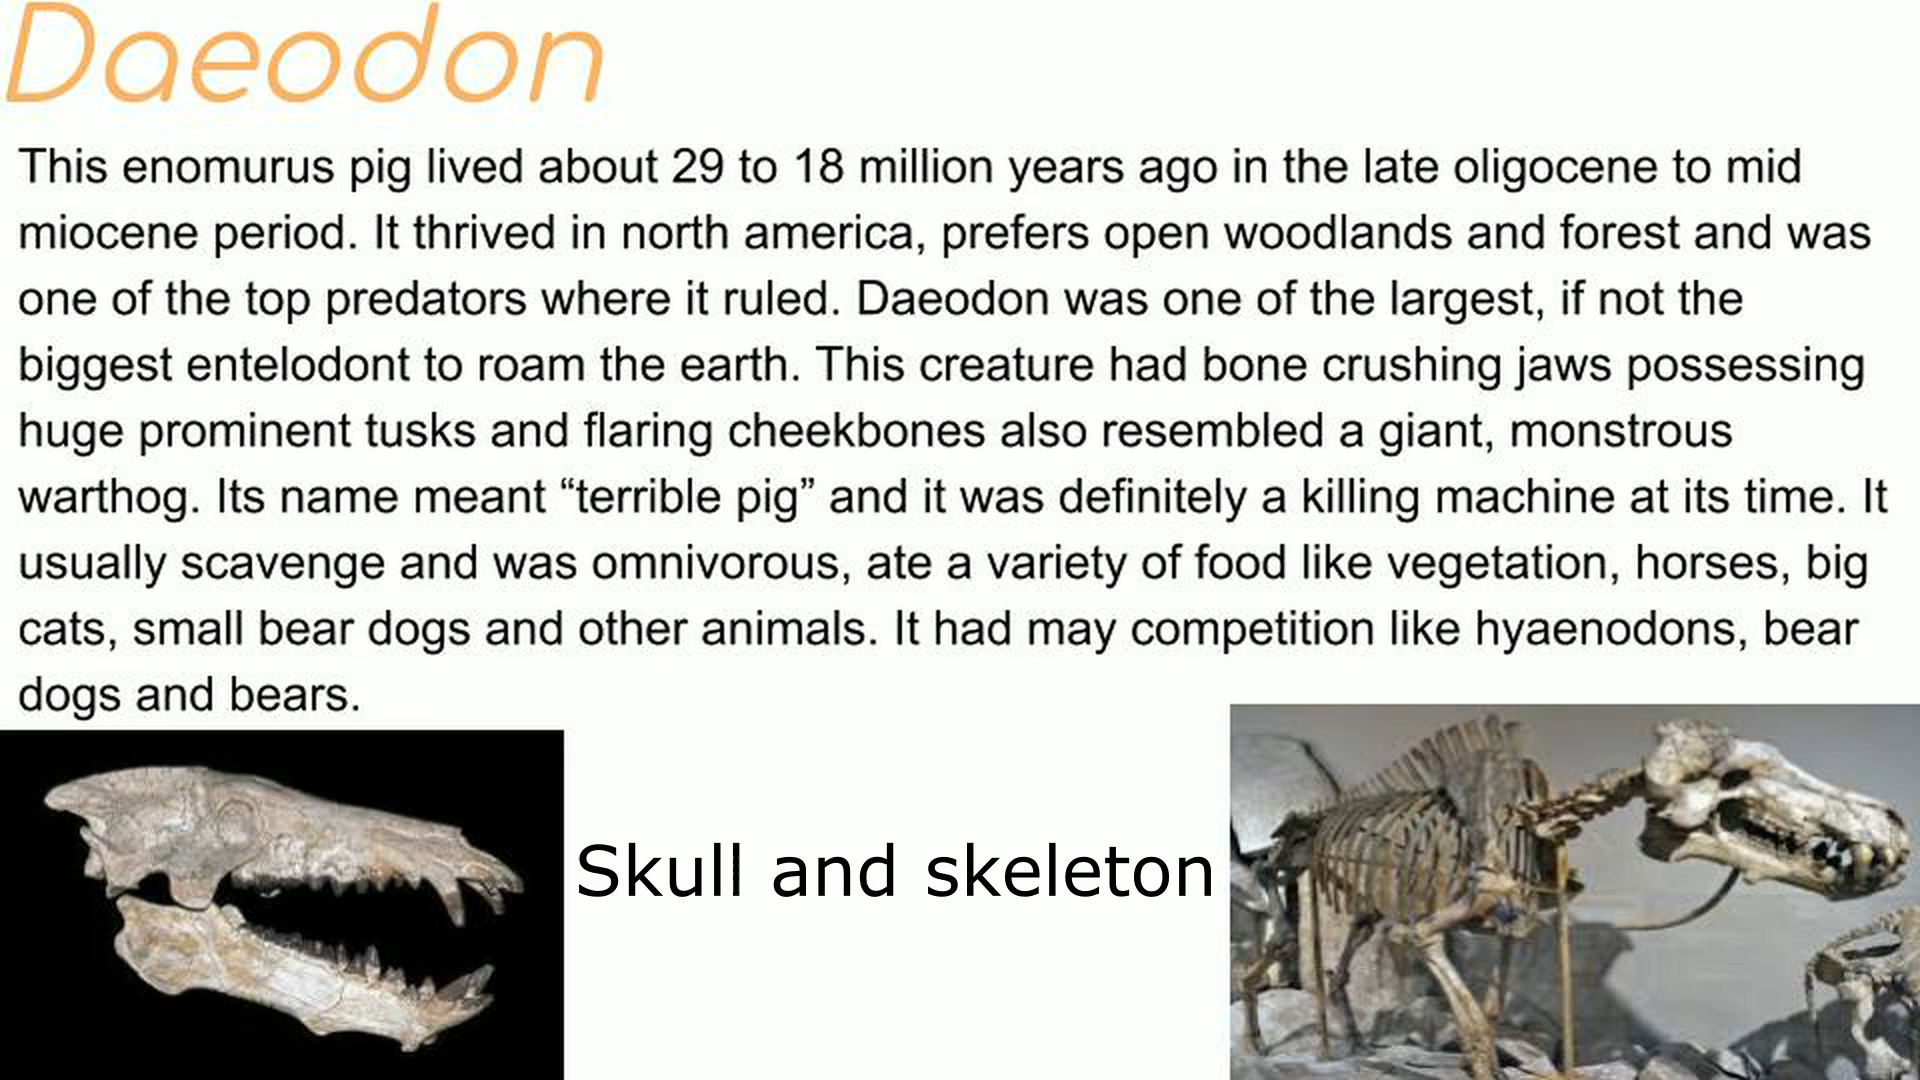 Daeodon
This enomurus pig lived about 29 to 18 million years ago in the late oligocene to mid
miocene period. It thrived in north america, prefers open woodlands and forest and was
one of the top predators where it ruled. Daeodon was one of the largest, if not the
biggest entelodont to roam the earth. This creature had bone crushing jaws possessing
huge prominent tusks and flaring cheekbones also resembled a giant, monstrous
warthog. Its name meant “terrible pig” and it was definitely a killing machine at its time. It
usually scavenge and was omnivorous, ate a variety of food like vegetation, horses, big
cats, small bear dogs and other animals. It had may competition like hyaenodons, bear
dogs and bears.
Skull and skeleton